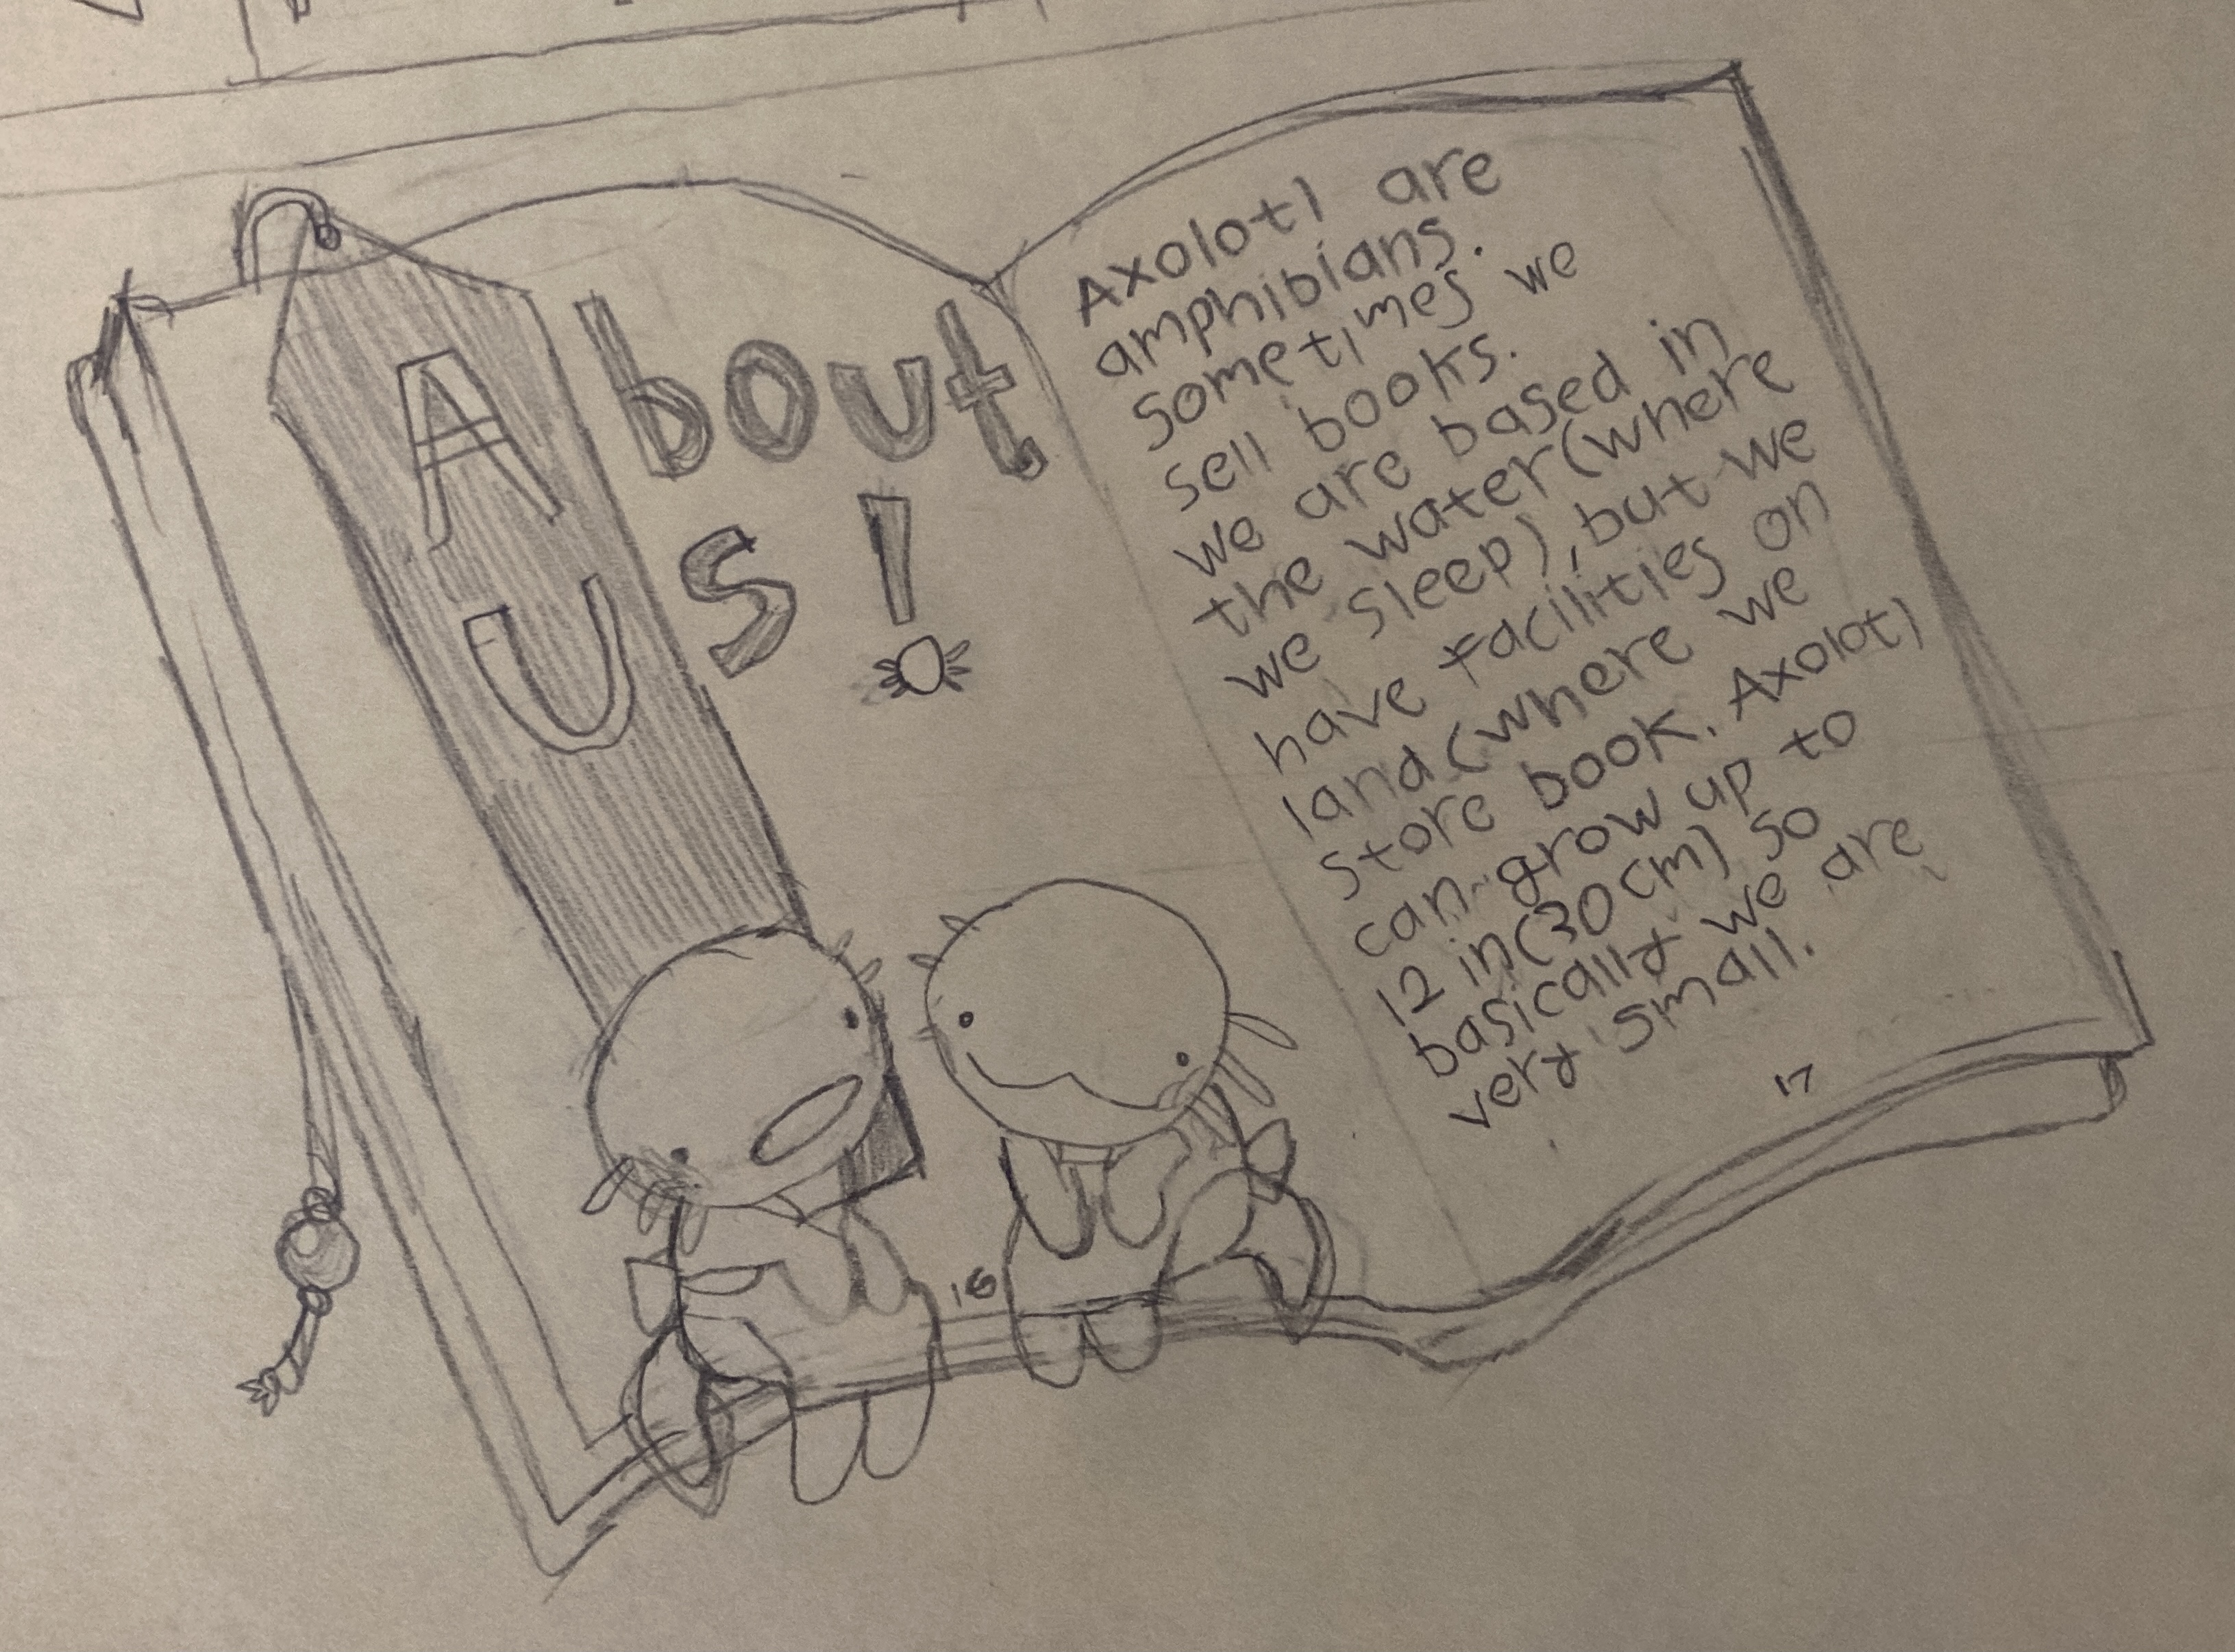 About
US!
16
Axolotl are
amphibians.
sometimes we
sell books.
we are based in
the water(where
we sleep), but we
have facilities on
land(where we
store book. Axolotl
can grow up to
12 in(30cm) so
basically we are
very small.
17